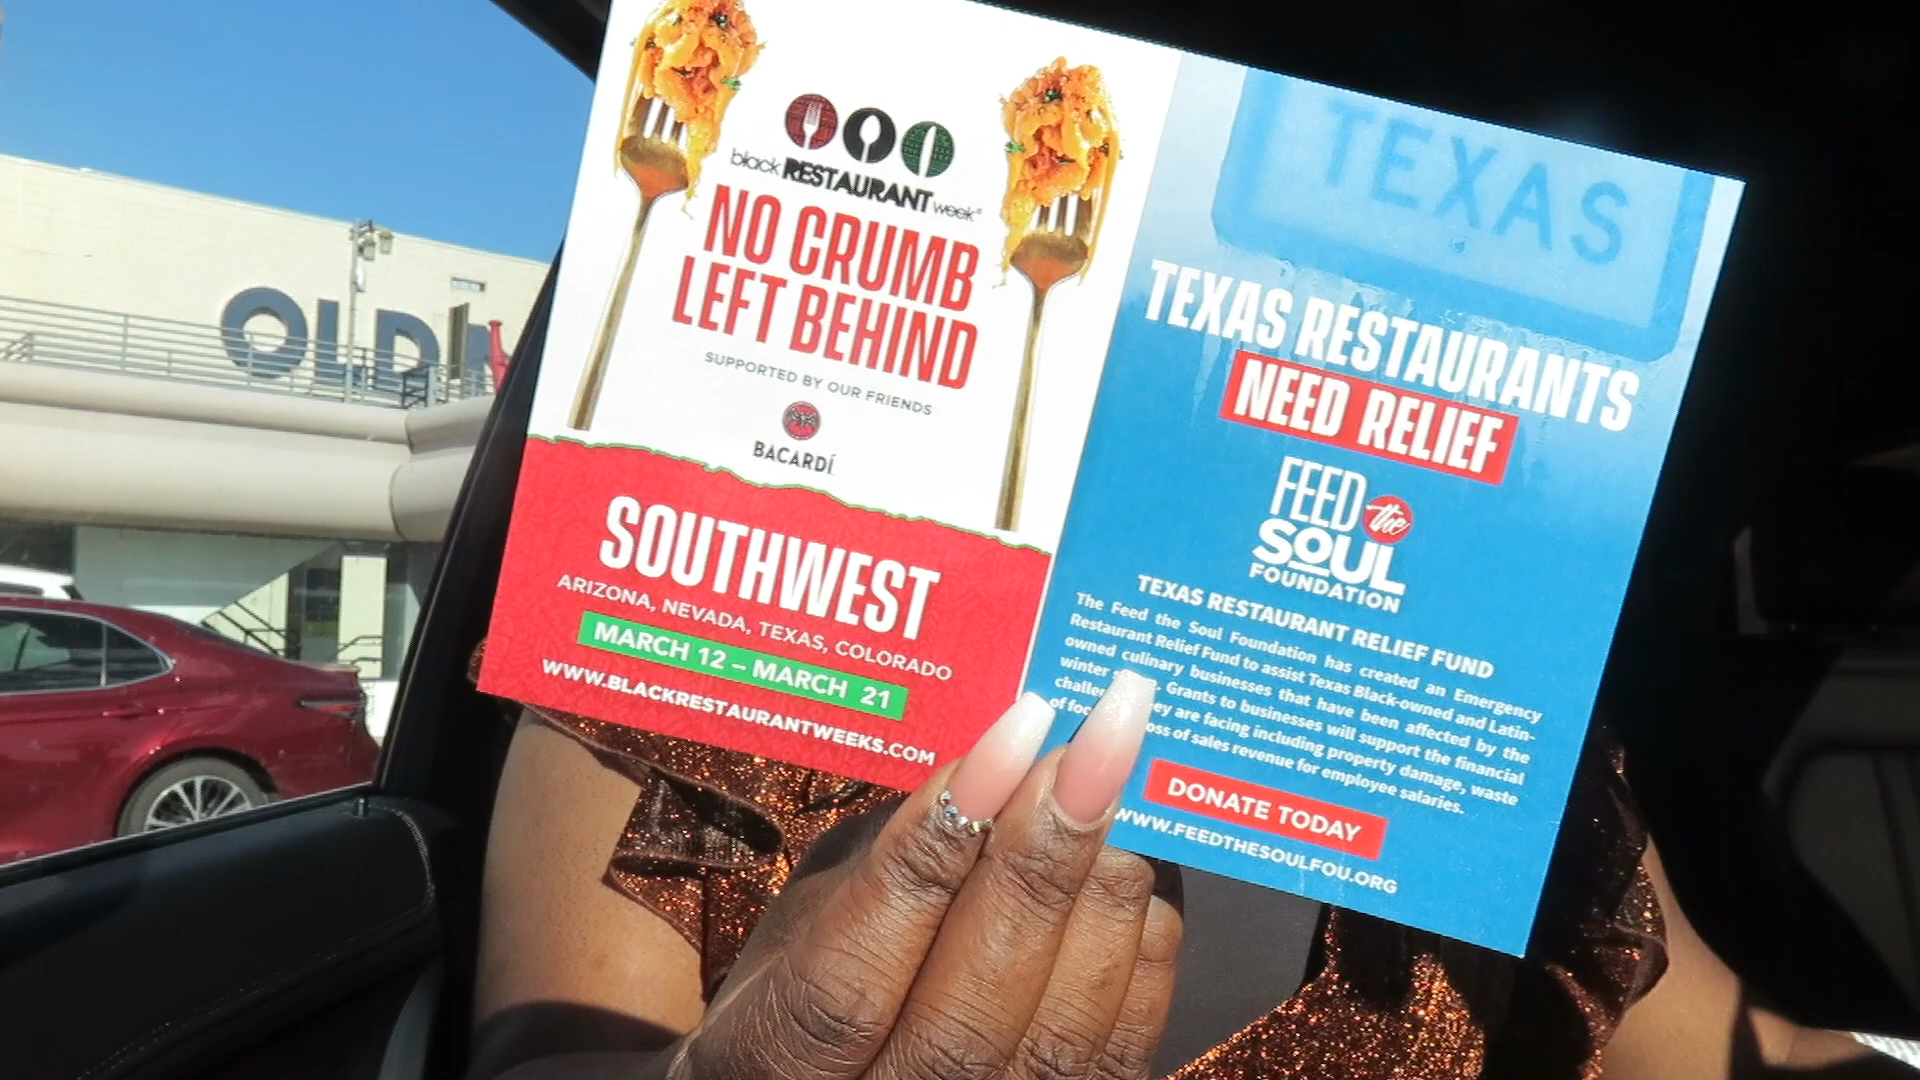 OLD N
black RESTAURANT week®
NO CRUMB
LEFT BEHIND
SUPPORTED BY OUR FRIENDS
BACARDÍ
SOUTHWEST
ARIZONA, NEVADA, TEXAS, COLORADO
MARCH 12 – MARCH 21
WWW.BLACKRESTAURANTWEEKS.COM
TEXAS
TEXAS RESTAURANTS
NEED RELIEF
FEED the
SOUL
FOUNDATION
TEXAS RESTAURANT RELIEF FUND
The Feed the Soul Foundation has created an Emergency
Restaurant Relief Fund to assist Texas Black-owned and Latin-
owned culinary businesses that have been affected by the
winter Grants to businesses will support the financial
are facing including property damage, waste
of loss of sales revenue for employee salaries.
DONATE TODAY
WWW.FEEDTHESOULFOU.ORG